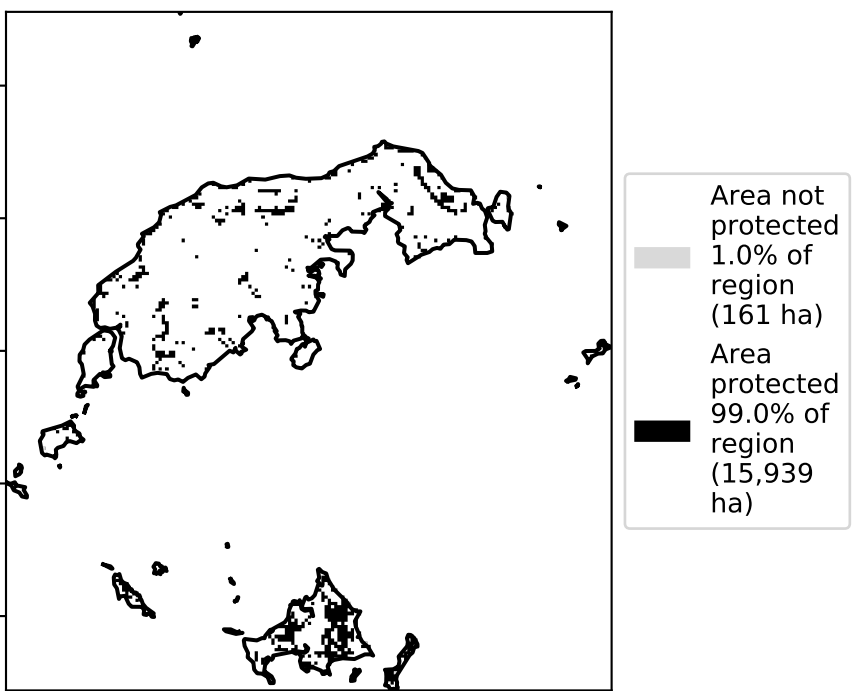 Area not
protected
1.0% of
region
(161 ha)
Area
protected
99.0% of
region
(15,939
ha)